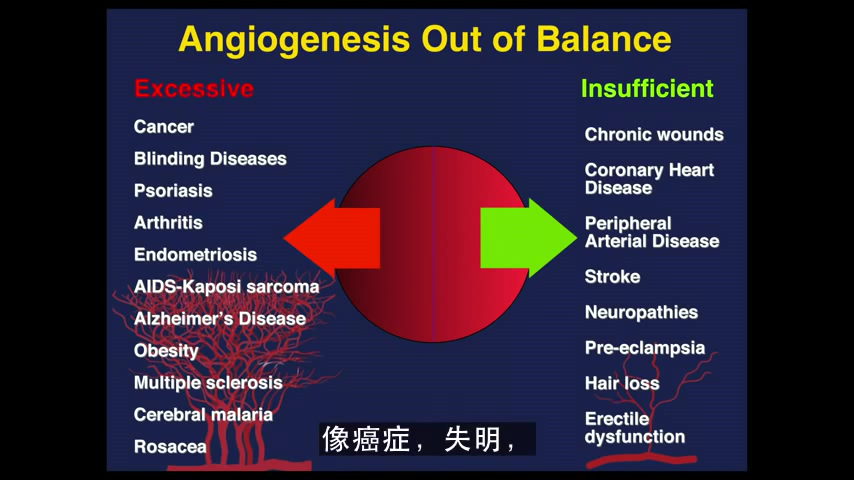 Angiogenesis Out of Balance
Excessive
Cancer
Blinding Diseases
Psoriasis
Arthritis
Endometriosis
AIDS-Kaposi sarcoma
Alzheimer's Disease
Obesity
Multiple sclerosis
Cerebral malaria
Rosacea
Insufficient
Chronic wounds
Coronary Heart
Disease
Peripheral
Arterial Disease
Stroke
Neuropathies
Pre-eclampsia
Hair loss
Erectile
dysfunction
像癌症，失明，